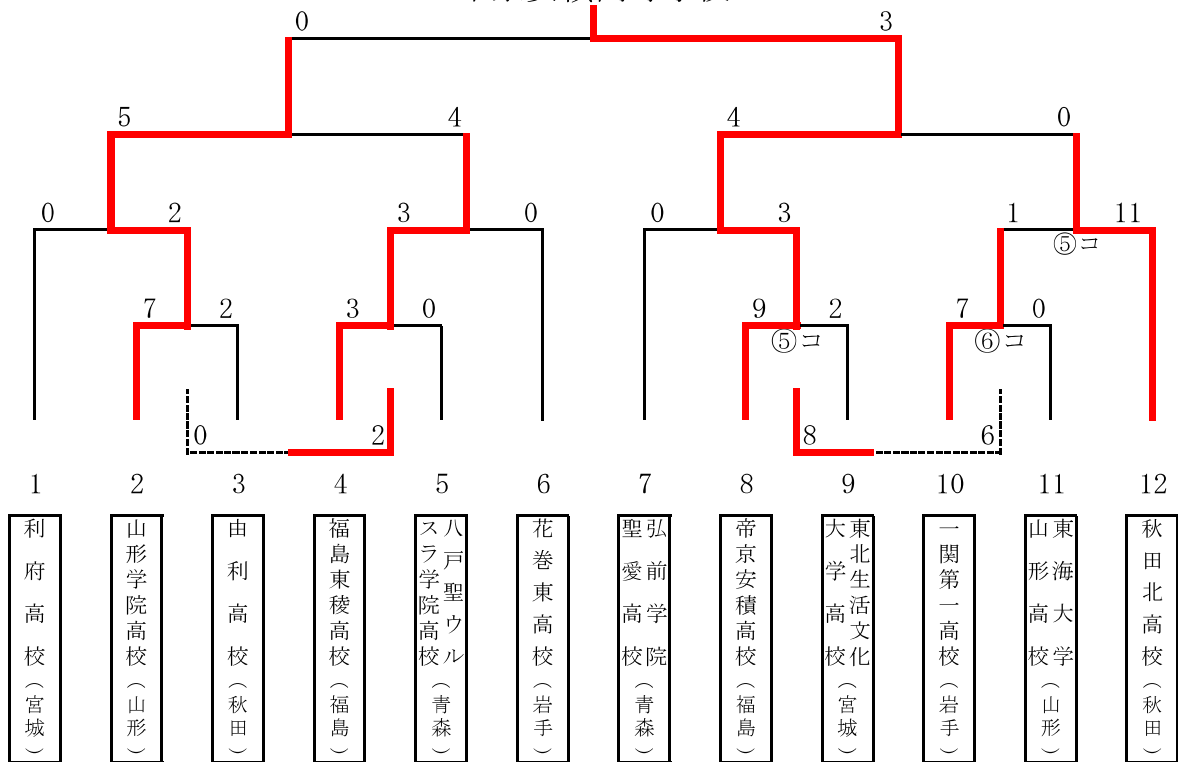 0 3
5 4 4 0
0 2 3 0 0 3 1 11
⑤コ
7 2 3 0 9 2 7 0
⑤コ ⑥コ
0 2 8 6
1 2 3 4 5 6 7 8 9 10 11 12
利府高校(宮城)
山形学院高校(山形)
由利高校(秋田)
福島東稜高校(福島)
八戸聖ウル
スラ学院高校
(青森)
花巻東高校(岩手)
弘前学院
聖愛高校
(青森)
帝京安積高校(福島)
東北生活文化
大学高校
(宮城)
一関第一高校(岩手)
東海大学
山形高校
(山形)
秋田北高校(秋田)